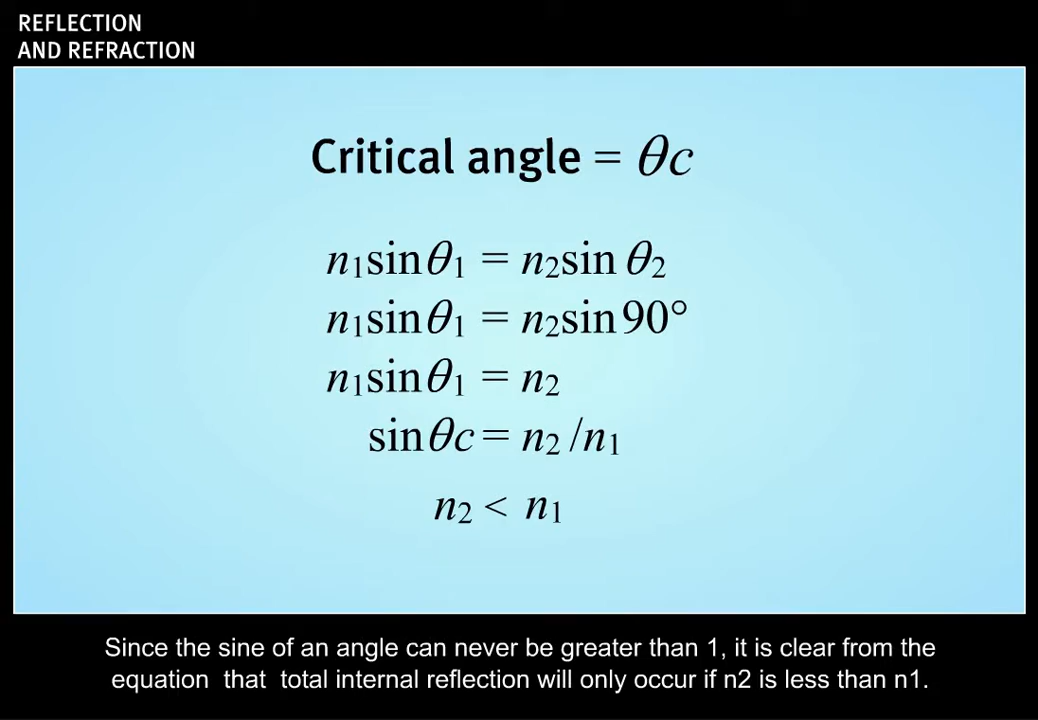 REFLECTION
AND REFRACTION
Critical angle = θc
n₁sinθ₁ = n₂sin θ₂
n₁sinθ₁ = n₂sin 90°
n₁sinθ₁ = n₂
sinθc = n₂ /n₁
n₂ < n₁
Since the sine of an angle can never be greater than 1, it is clear from the
equation that total internal reflection will only occur if n2 is less than n1.